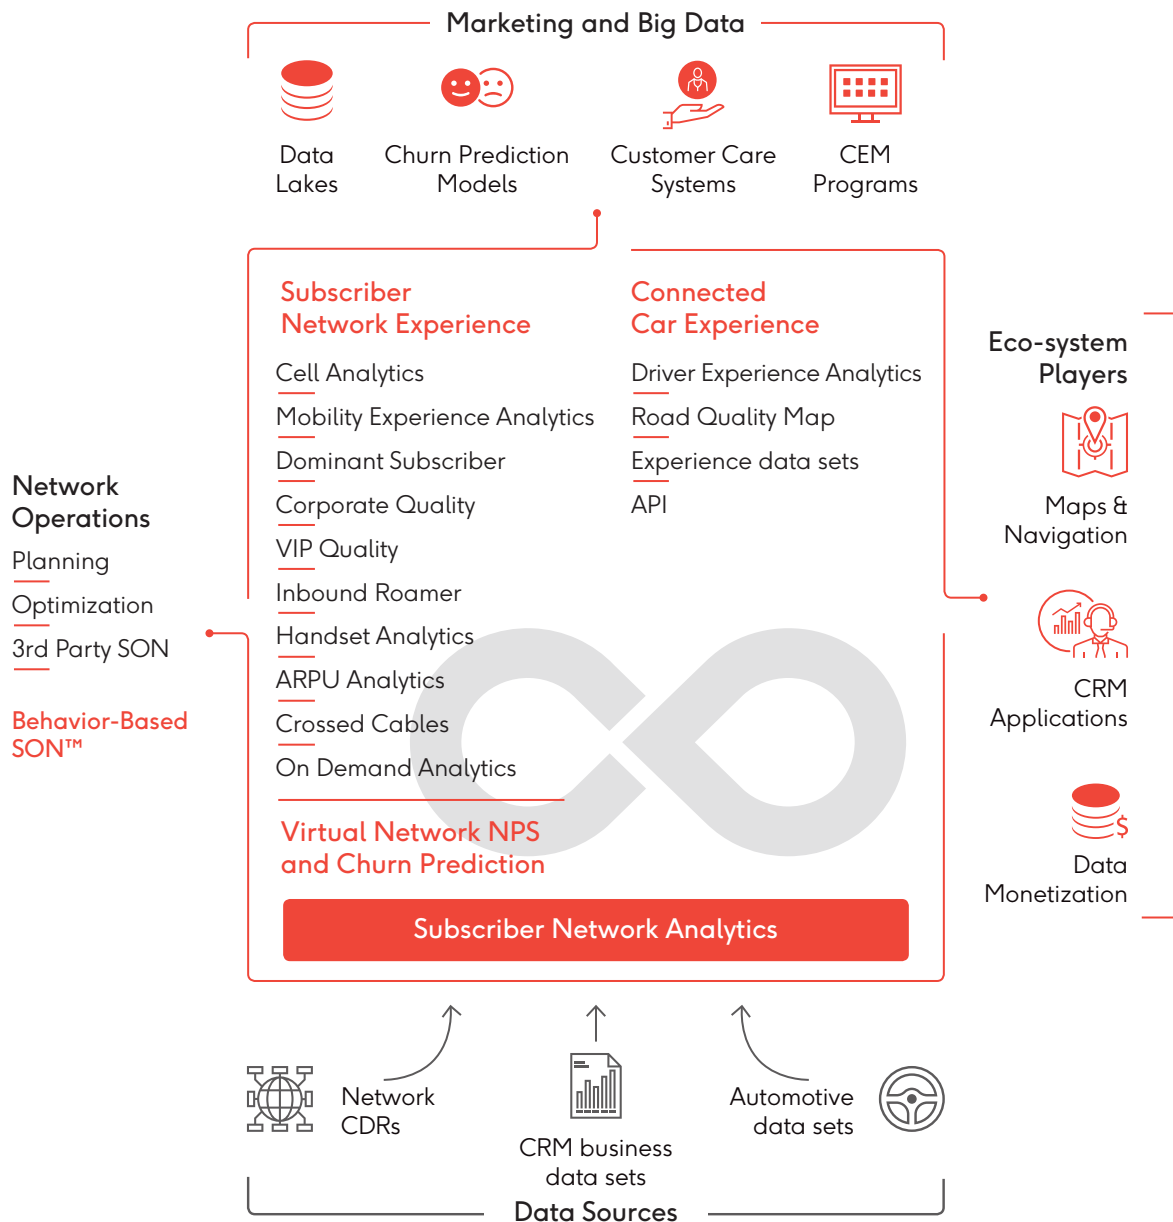 Marketing and Big Data
Data
Lakes
Churn Prediction
Models
Customer Care
Systems
CEM
Programs
Subscriber
Network Experience
Cell Analytics
Mobility Experience Analytics
Dominant Subscriber
Corporate Quality
VIP Quality
Inbound Roamer
Handset Analytics
ARPU Analytics
Crossed Cables
On Demand Analytics
Virtual Network NPS
and Churn Prediction
Connected
Car Experience
Driver Experience Analytics
Road Quality Map
Experience data sets
API
Subscriber Network Analytics
Network
Operations
Planning
Optimization
3rd Party SON
Behavior-Based
SON™
Eco-system
Players
Maps &
Navigation
CRM
Applications
$
Data
Monetization
Network
CDRs
CRM business
data sets
Automotive
data sets
Data Sources